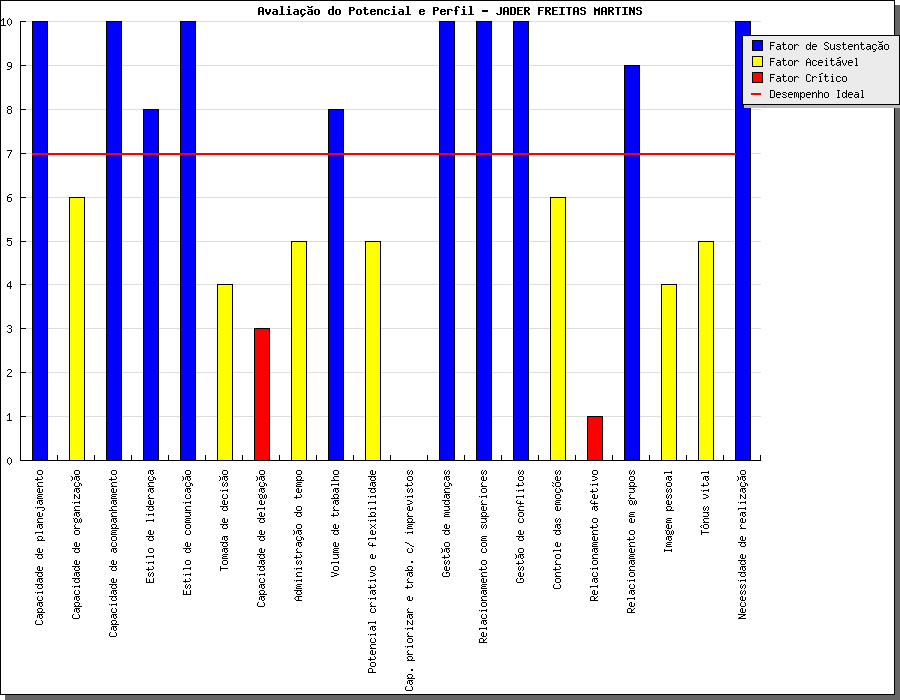 Avaliação do Potencial e Perfil - JADER FREITAS MARTINS
10
9
8
7
6
5
4
3
2
1
0
Fator de Sustentação
Fator Aceitável
Fator Crítico
Desempenho Ideal
Capacidade de planejamento
Capacidade de organização
Capacidade de acompanhamento
Estilo de liderança
Estilo de comunicação
Tomada de decisão
Capacidade de delegação
Administração do tempo
Volume de trabalho
Potencial criativo e flexibilidade
Cap. priorizar e trab. c/ imprevistos
Gestão de mudanças
Relacionamento com superiores
Gestão de conflitos
Controle das emoções
Relacionamento afetivo
Relacionamento em grupos
Imagem pessoal
Tônus vital
Necessidade de realização